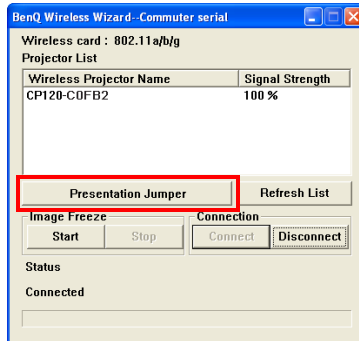 BenQ Wireless Wizard--Commuter serial
Wireless card : 802.11a/b/g
Projector List
Wireless Projector Name Signal Strength
CP120-C0FB2 100 %
Presentation Jumper Refresh List
Image Freeze Connection
Start Stop Connect Disconnect
Status
Connected